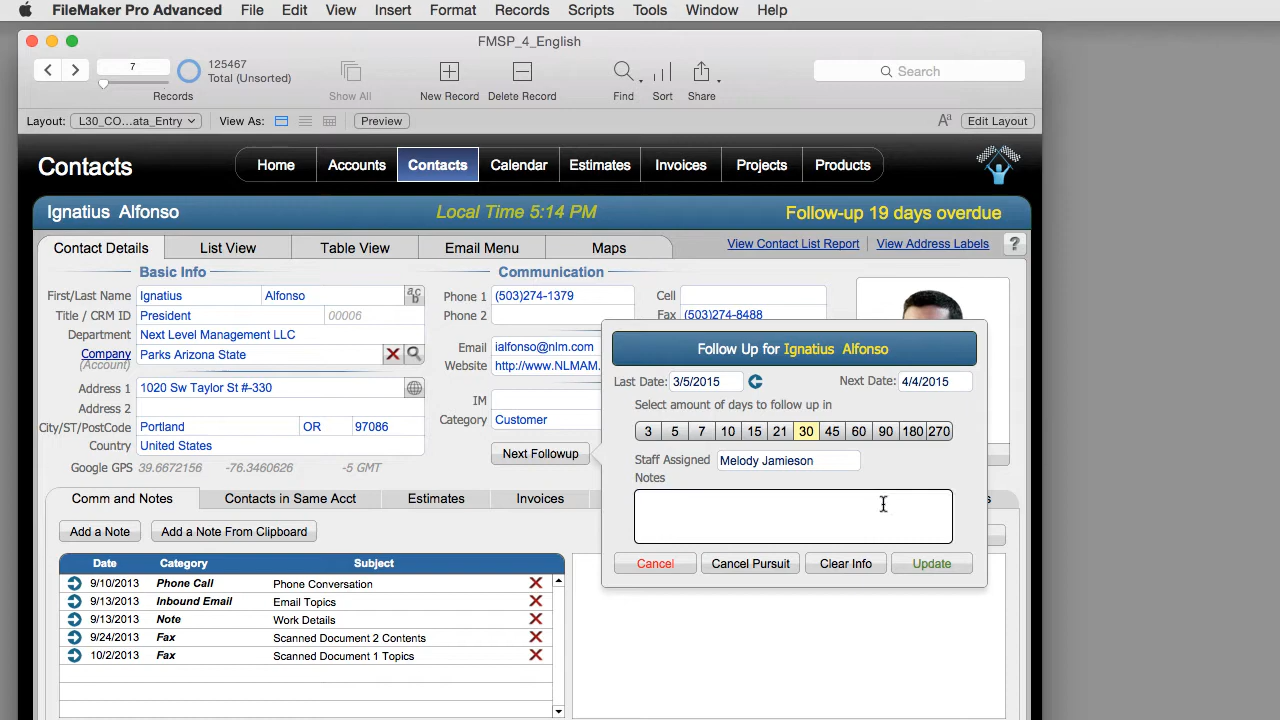 FileMaker Pro Advanced File Edit View Insert Format Records Scripts Tools Window Help
FMSP_4_English
7
125467
Total (Unsorted)
Records
Show All
New Record
Delete Record
Find
Sort
Share
Search
Layout: L30_CO...ata_Entry
View As:
Preview
Aa
Edit Layout
Contacts
Home Accounts Contacts Calendar Estimates Invoices Projects Products
Ignatius Alfonso
Local Time 5:14 PM
Follow-up 19 days overdue
Contact Details List View Table View Email Menu Maps
View Contact List Report View Address Labels ?
Basic Info
First/Last Name Ignatius Alfonso
Title / CRM ID President 00006
Department Next Level Management LLC
Company Parks Arizona State
(Account)
Address 1 1020 Sw Taylor St #-330
Address 2
City/ST/PostCode Portland OR 97086
Country United States
Google GPS 39.6672156 -76.3460626 -5 GMT
Communication
Phone 1 (503)274-1379
Phone 2
Cell
Fax (503)274-8488
Email ialfonso@nlm.com
Website http://www.NLMAM.
IM
Category Customer
Next Followup
Follow Up for Ignatius Alfonso
Last Date: 3/5/2015
Next Date: 4/4/2015
Select amount of days to follow up in
3 5 7 10 15 21 30 45 60 90 180 270
Staff Assigned Melody Jamieson
Notes
Cancel Cancel Pursuit Clear Info Update
Comm and Notes Contacts in Same Acct Estimates Invoices
Add a Note Add a Note From Clipboard
Date Category Subject
9/10/2013 Phone Call Phone Conversation
9/13/2013 Inbound Email Email Topics
9/13/2013 Note Work Details
9/24/2013 Fax Scanned Document 2 Contents
10/2/2013 Fax Scanned Document 1 Topics